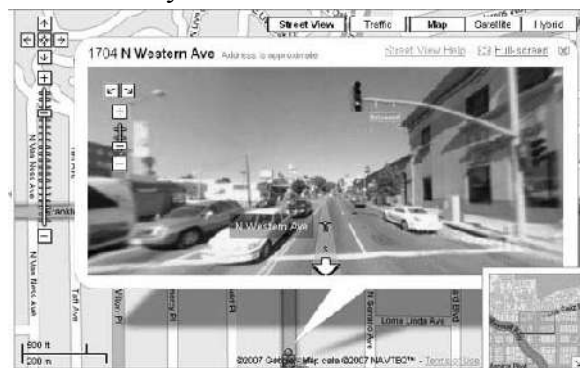 Street View Traffic Map Satellite Hybrid
1704 N Western Ave Address is approximate Street View Help Full-screen
N Western Ave
N Van Ness Ave
Frankl
N Van Ness Ave
Taft Ave
Loma Linda Ave
N Serrano Ave
500 ft
200 m
©2007 Google - Map data ©2007 NAVTEQ™ - Terms of Use